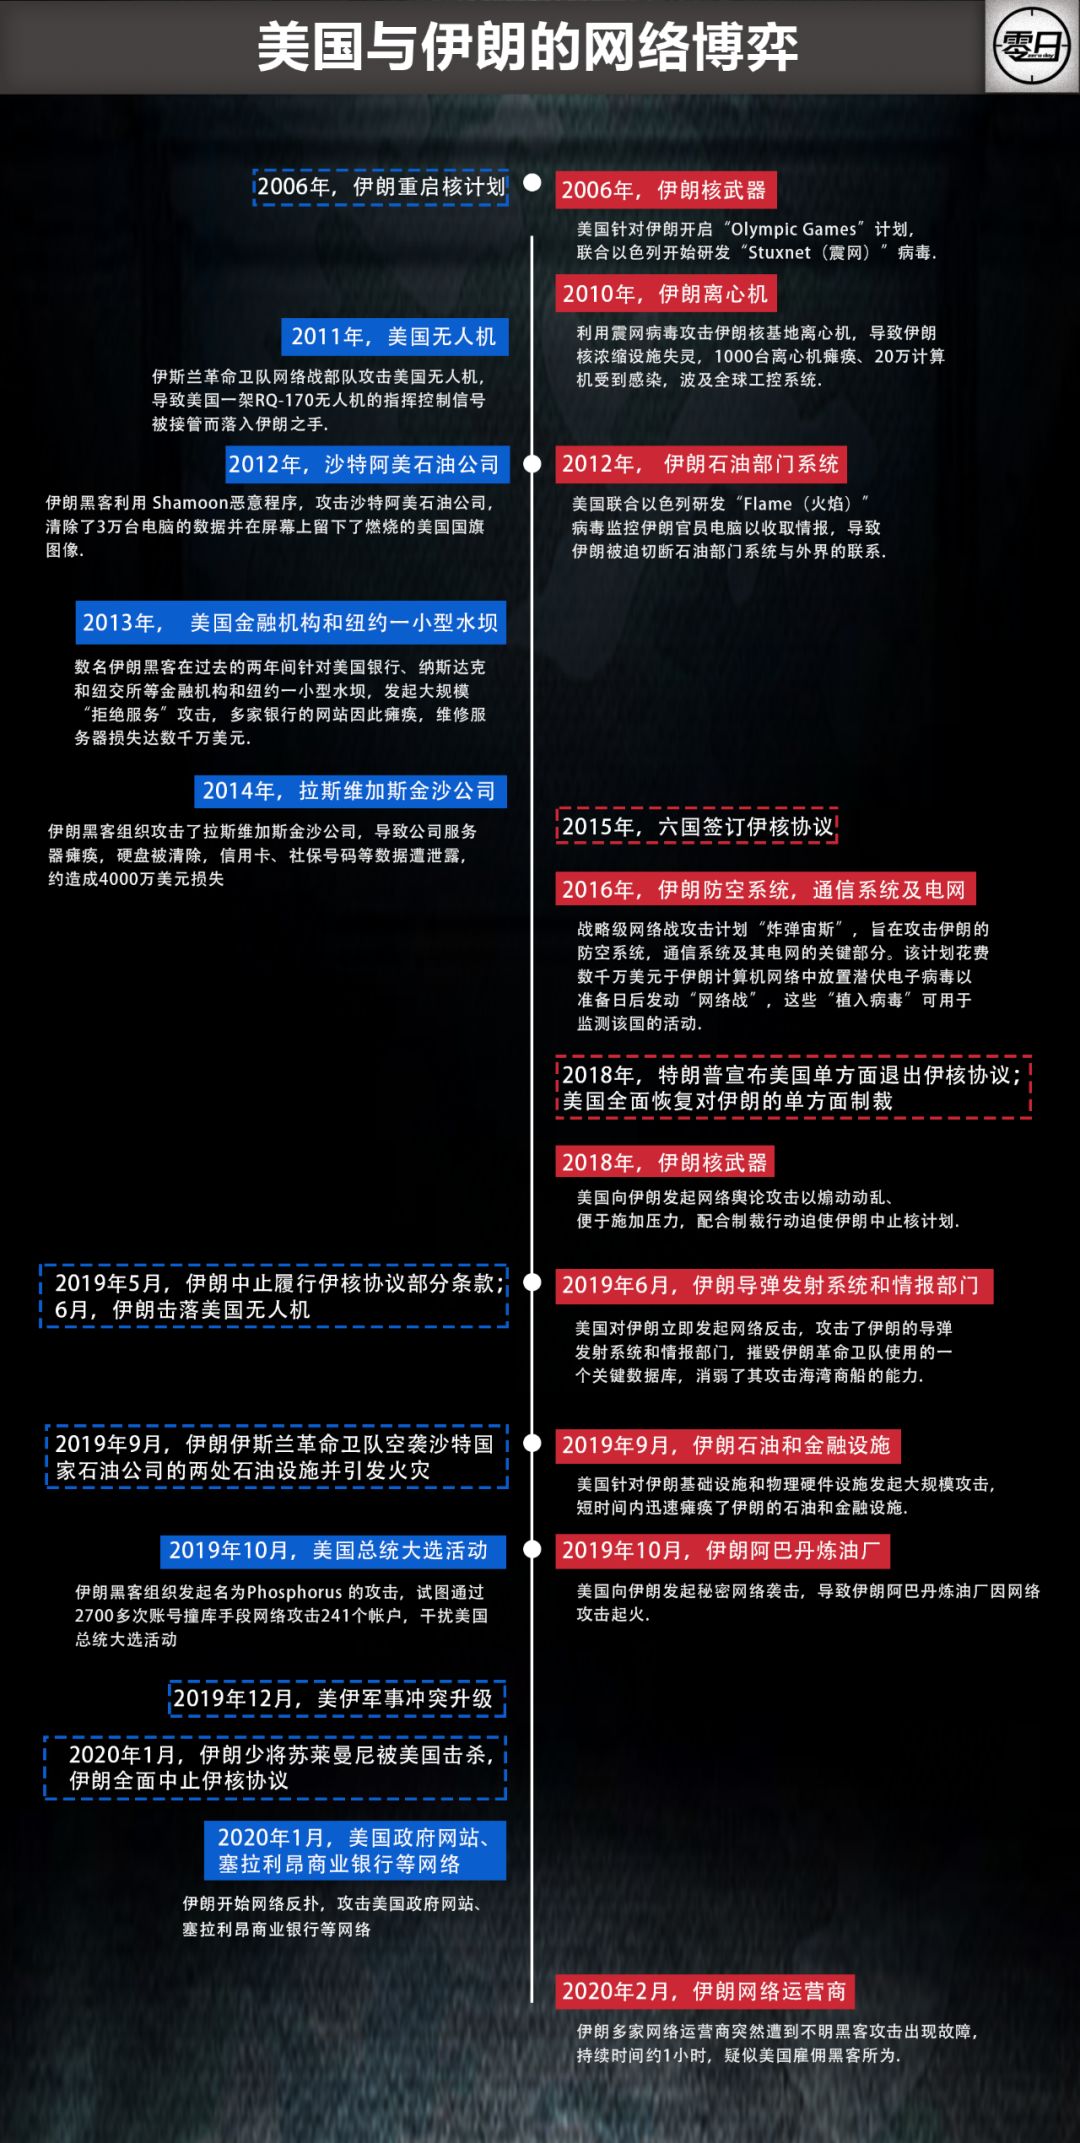 美国与伊朗的网络博弈
零日
2006年，伊朗重启核计划
2006年，伊朗核武器
美国针对伊朗开启“Olympic Games”计划，
联合以色列开始研发“Stuxnet（震网）”病毒.
2010年，伊朗离心机
利用震网病毒攻击伊朗核基地离心机，导致伊朗
核浓缩设施失灵，1000台离心机瘫痪、20万计算
机受到感染，波及全球工控系统.
2011年，美国无人机
伊斯兰革命卫队网络战部队攻击美国无人机，
导致美国一架RQ-170无人机的指挥控制信号
被接管而落入伊朗之手.
2012年，沙特阿美石油公司
伊朗黑客利用 Shamoon恶意程序，攻击沙特阿美石油公司，
清除了3万台电脑的数据并在屏幕上留下了燃烧的美国国旗
图像.
2012年， 伊朗石油部门系统
美国联合以色列研发“Flame（火焰）”
病毒监控伊朗官员电脑以收取情报，导致
伊朗被迫切断石油部门系统与外界的联系.
2013年， 美国金融机构和纽约一小型水坝
数名伊朗黑客在过去的两年间针对美国银行、纳斯达克
和纽交所等金融机构和纽约一小型水坝，发起大规模
“拒绝服务”攻击，多家银行的网站因此瘫痪，维修服
务器损失达数千万美元.
2014年，拉斯维加斯金沙公司
伊朗黑客组织攻击了拉斯维加斯金沙公司，导致公司服务
器瘫痪，硬盘被清除，信用卡、社保号码等数据遭泄露，
约造成4000万美元损失
2015年，六国签订伊核协议
2016年，伊朗防空系统，通信系统及电网
战略级网络战攻击计划“炸弹宙斯”，旨在攻击伊朗的
防空系统，通信系统及其电网的关键部分。该计划花费
数千万美元于伊朗计算机网络中放置潜伏电子病毒以
准备日后发动“网络战”，这些“植入病毒”可用于
监测该国的活动.
2018年，特朗普宣布美国单方面退出伊核协议；
美国全面恢复对伊朗的单方面制裁
2018年，伊朗核武器
美国向伊朗发起网络舆论攻击以煽动动乱、
便于施加压力，配合制裁行动迫使伊朗中止核计划.
2019年5月，伊朗中止履行伊核协议部分条款；
6月，伊朗击落美国无人机
2019年6月，伊朗导弹发射系统和情报部门
美国对伊朗立即发起网络反击，攻击了伊朗的导弹
发射系统和情报部门，摧毁伊朗革命卫队使用的一
个关键数据库，消弱了其攻击海湾商船的能力.
2019年9月，伊朗伊斯兰革命卫队空袭沙特国
家石油公司的两处石油设施并引发火灾
2019年9月，伊朗石油和金融设施
美国针对伊朗基础设施和物理硬件设施发起大规模攻击，
短时间内迅速瘫痪了伊朗的石油和金融设施.
2019年10月，美国总统大选活动
伊朗黑客组织发起名为Phosphorus 的攻击，试图通过
2700多次账号撞库手段网络攻击241个帐户，干扰美国
总统大选活动
2019年10月，伊朗阿巴丹炼油厂
美国向伊朗发起秘密网络袭击，导致伊朗阿巴丹炼油厂因网络
攻击起火.
2019年12月，美伊军事冲突升级
2020年1月，伊朗少将苏莱曼尼被美国击杀，
伊朗全面中止伊核协议
2020年1月，美国政府网站、
塞拉利昂商业银行等网络
伊朗开始网络反扑，攻击美国政府网站、
塞拉利昂商业银行等网络
2020年2月，伊朗网络运营商
伊朗多家网络运营商突然遭到不明黑客攻击出现故障，
持续时间约1小时，疑似美国雇佣黑客所为.